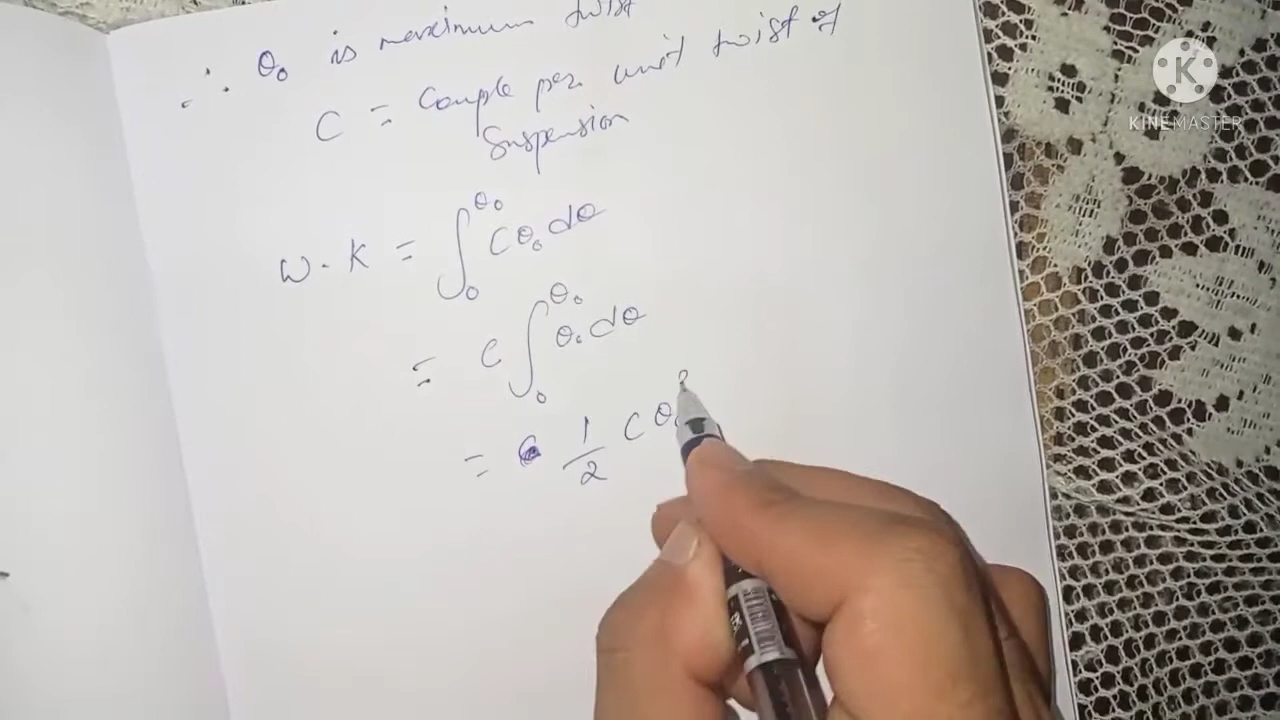 ∴ θ₀ is maximum twist
C = Couple per unit twist of
Suspension
W.K = ∫₀^θ₀ Cθ₀ dθ
= C ∫₀^θ₀ θ₀ dθ
= 1/2 C θ₀
K
KINEMASTER